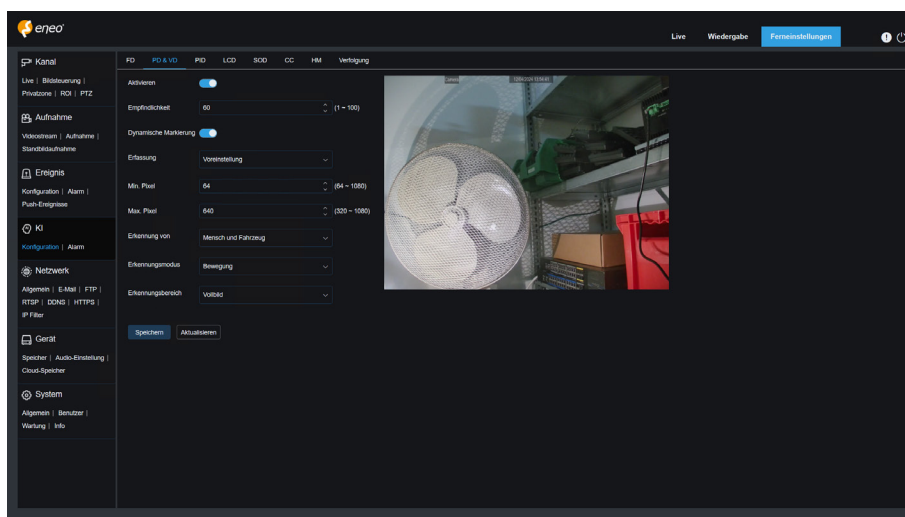 eneo
Live Wiedergabe Ferneinstellungen
Kanal
Live | Bildsteuerung |
Privatzone | ROI | PTZ
Aufnahme
Videostream | Aufnahme |
Standbildaufnahme
Ereignis
Konfiguration | Alarm |
Push-Ereignisse
KI
Konfiguration | Alarm
Netzwerk
Allgemein | E-Mail | FTP |
RTSP | DDNS | HTTPS |
IP Filter
Gerät
Speicher | Audio-Einstellung |
Cloud-Speicher
System
Allgemein | Benutzer |
Wartung | Info
FD PD & VD PID LCD SOD CC HM Verfolgung
Aktivieren
Empfindlichkeit 60 (1 ~ 100)
Dynamische Markierung
Erfassung Voreinstellung
Min. Pixel 64 (64 ~ 1080)
Max. Pixel 640 (320 ~ 1080)
Erkennung von Mensch und Fahrzeug
Erkennungsmodus Bewegung
Erkennungsbereich Vollbild
Speichern Aktualisieren
Camera